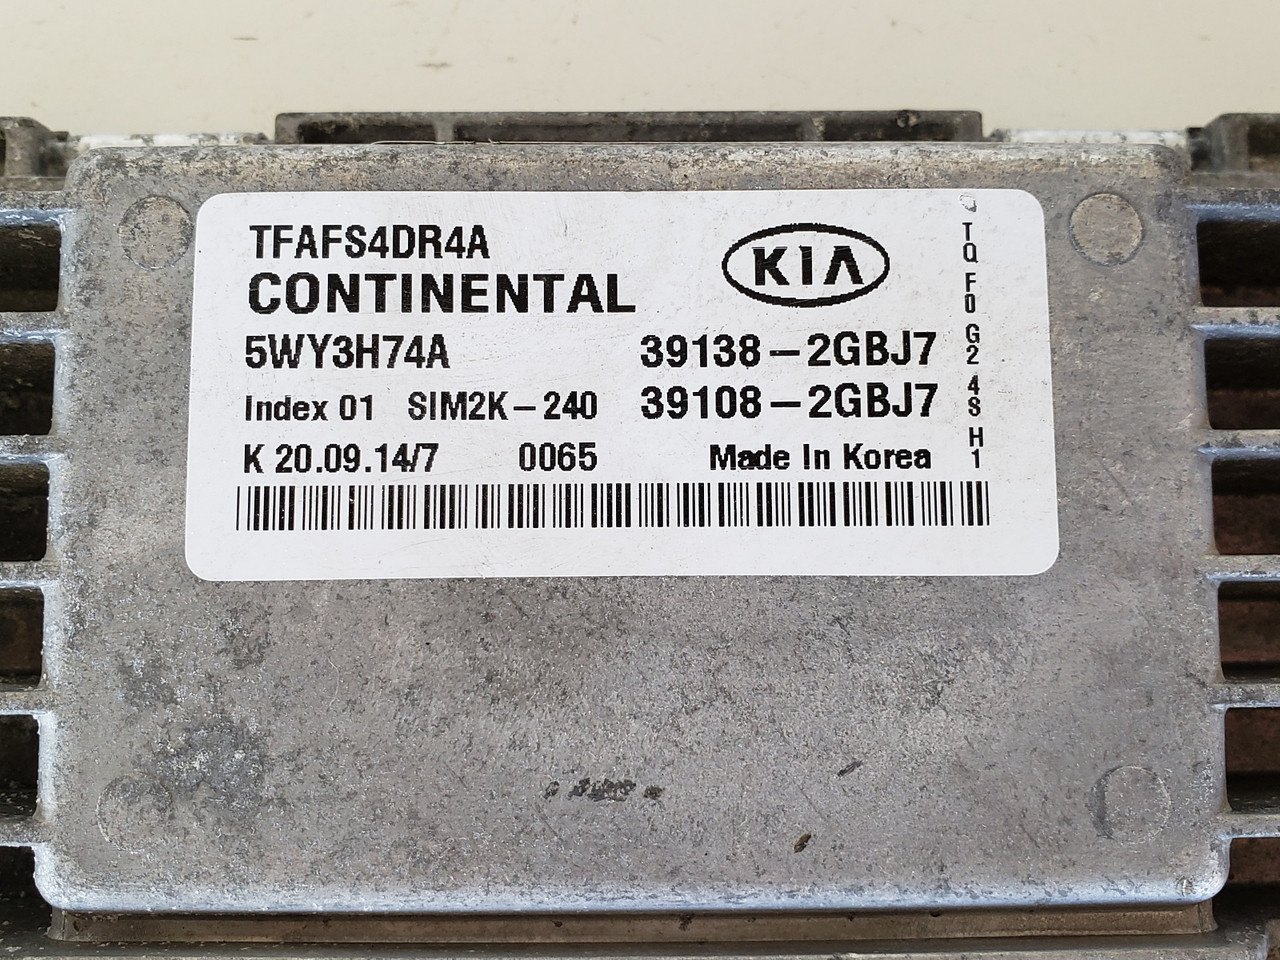 TFAFS4DR4A
CONTINENTAL
KIA
5WY3H74A 39138-2GBJ7
Index 01 SIM2K-240 39108-2GBJ7
K 20.09.14/7 0065 Made In Korea
TQ F0 G2 4S H1